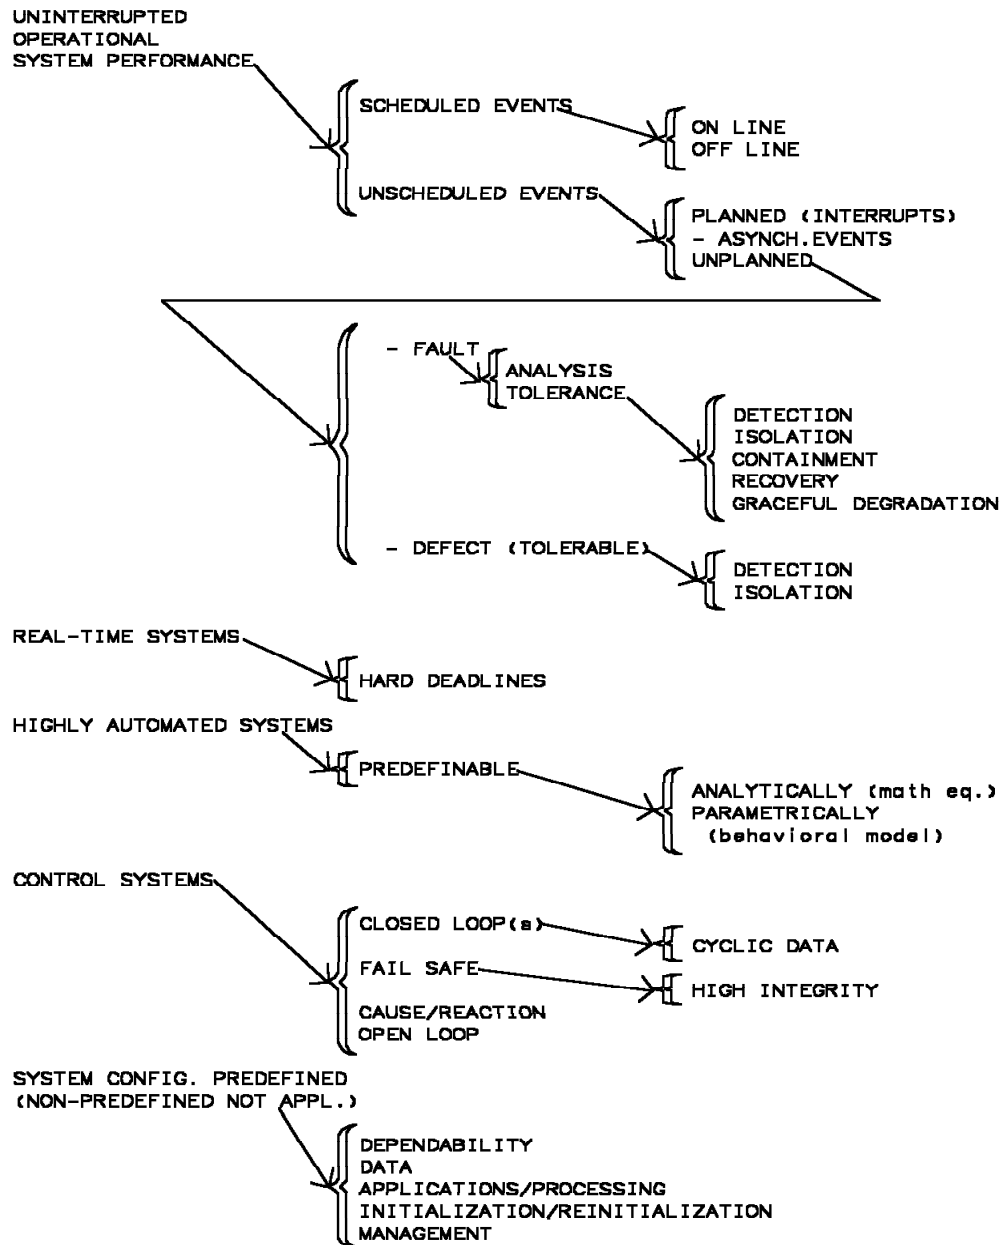 UNINTERRUPTED
OPERATIONAL
SYSTEM PERFORMANCE
SCHEDULED EVENTS
ON LINE
OFF LINE
UNSCHEDULED EVENTS
PLANNED (INTERRUPTS)
- ASYNCH.EVENTS
UNPLANNED
- FAULT
ANALYSIS
TOLERANCE
DETECTION
ISOLATION
CONTAINMENT
RECOVERY
GRACEFUL DEGRADATION
- DEFECT (TOLERABLE)
DETECTION
ISOLATION
REAL-TIME SYSTEMS
HARD DEADLINES
HIGHLY AUTOMATED SYSTEMS
PREDEFINABLE
ANALYTICALLY (math eq.)
PARAMETRICALLY
(behavioral model)
CONTROL SYSTEMS
CLOSED LOOP(s)
CYCLIC DATA
FAIL SAFE
HIGH INTEGRITY
CAUSE/REACTION
OPEN LOOP
SYSTEM CONFIG. PREDEFINED
(NON-PREDEFINED NOT APPL.)
DEPENDABILITY
DATA
APPLICATIONS/PROCESSING
INITIALIZATION/REINITIALIZATION
MANAGEMENT